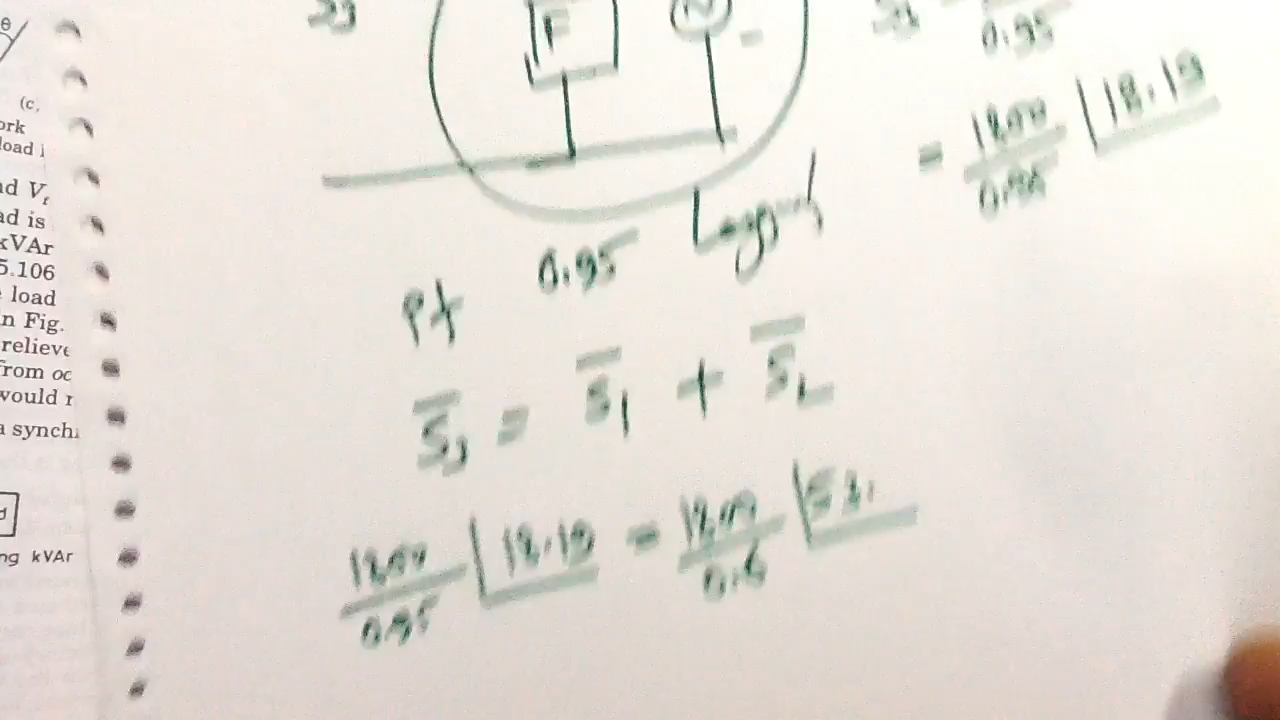 θ
(c,
ork
load i
nd Vt
ad is
kVAr
5.106
load
n Fig.
relieve
from oc
would r
a synch
ng kVAr
F
0.95
= 1200/0.95 ∠18.19
Pf 0.95 Lagging
S̅3 = S̅1 + S̅2
1200/0.95 ∠18.19 = 1200/0.6 ∠53.